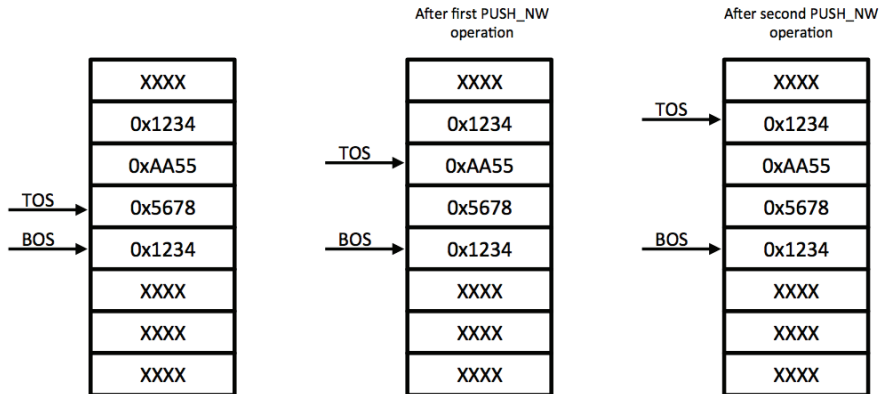 XXXX
0x1234
0xAA55
TOS
0x5678
BOS
0x1234
XXXX
XXXX
XXXX
After first PUSH_NW
operation
XXXX
0x1234
TOS
0xAA55
0x5678
BOS
0x1234
XXXX
XXXX
XXXX
After second PUSH_NW
operation
XXXX
TOS
0x1234
0xAA55
0x5678
BOS
0x1234
XXXX
XXXX
XXXX